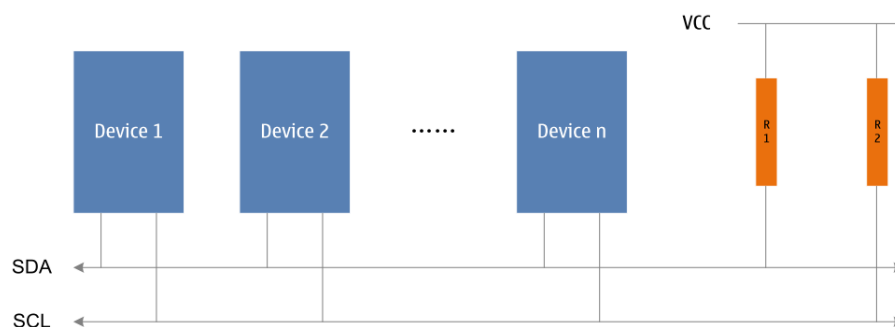 VCC
Device 1
Device 2
......
Device n
R
1
R
2
SDA
SCL